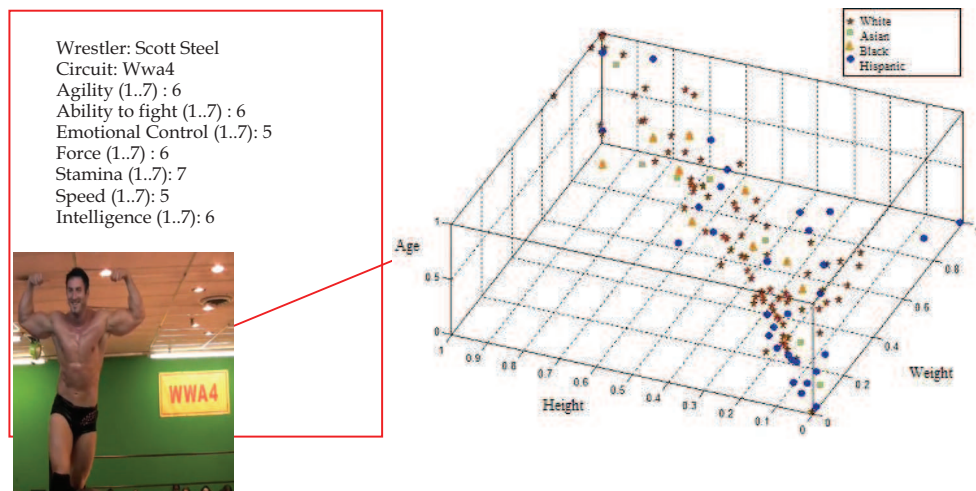 Wrestler: Scott Steel
Circuit: Wwa4
Agility (1..7) : 6
Ability to fight (1..7) : 6
Emotional Control (1..7): 5
Force (1..7) : 6
Stamina (1..7): 7
Speed (1..7): 5
Intelligence (1..7): 6
WWA4
White
Asian
Black
Hispanic
Age
1
0.5
0
1
0.9
0.8
0.7
0.6
0.5
0.4
0.3
0.2
0.1
0
Height
0
0.2
0.4
0.6
0.8
Weight